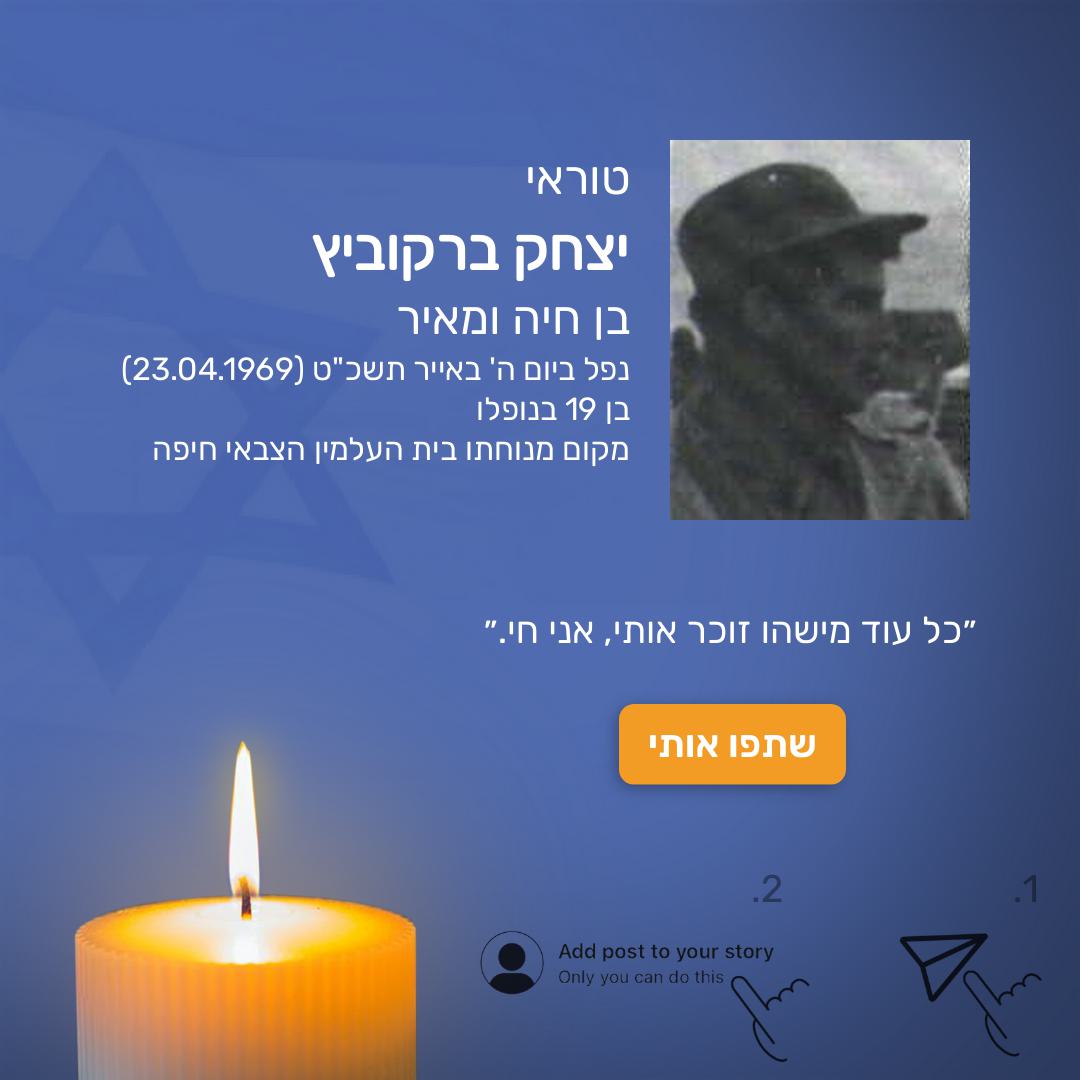 טוראי
יצחק ברקוביץ
בן חיה ומאיר
נפל ביום ה' באייר תשכ"ט (23.04.1969)
בן 19 בנופלו
מקום מנוחתו בית העלמין הצבאי חיפה
״כל עוד מישהו זוכר אותי, אני חי.״
שתפו אותי
.1
.2
Add post to your story
Only you can do this